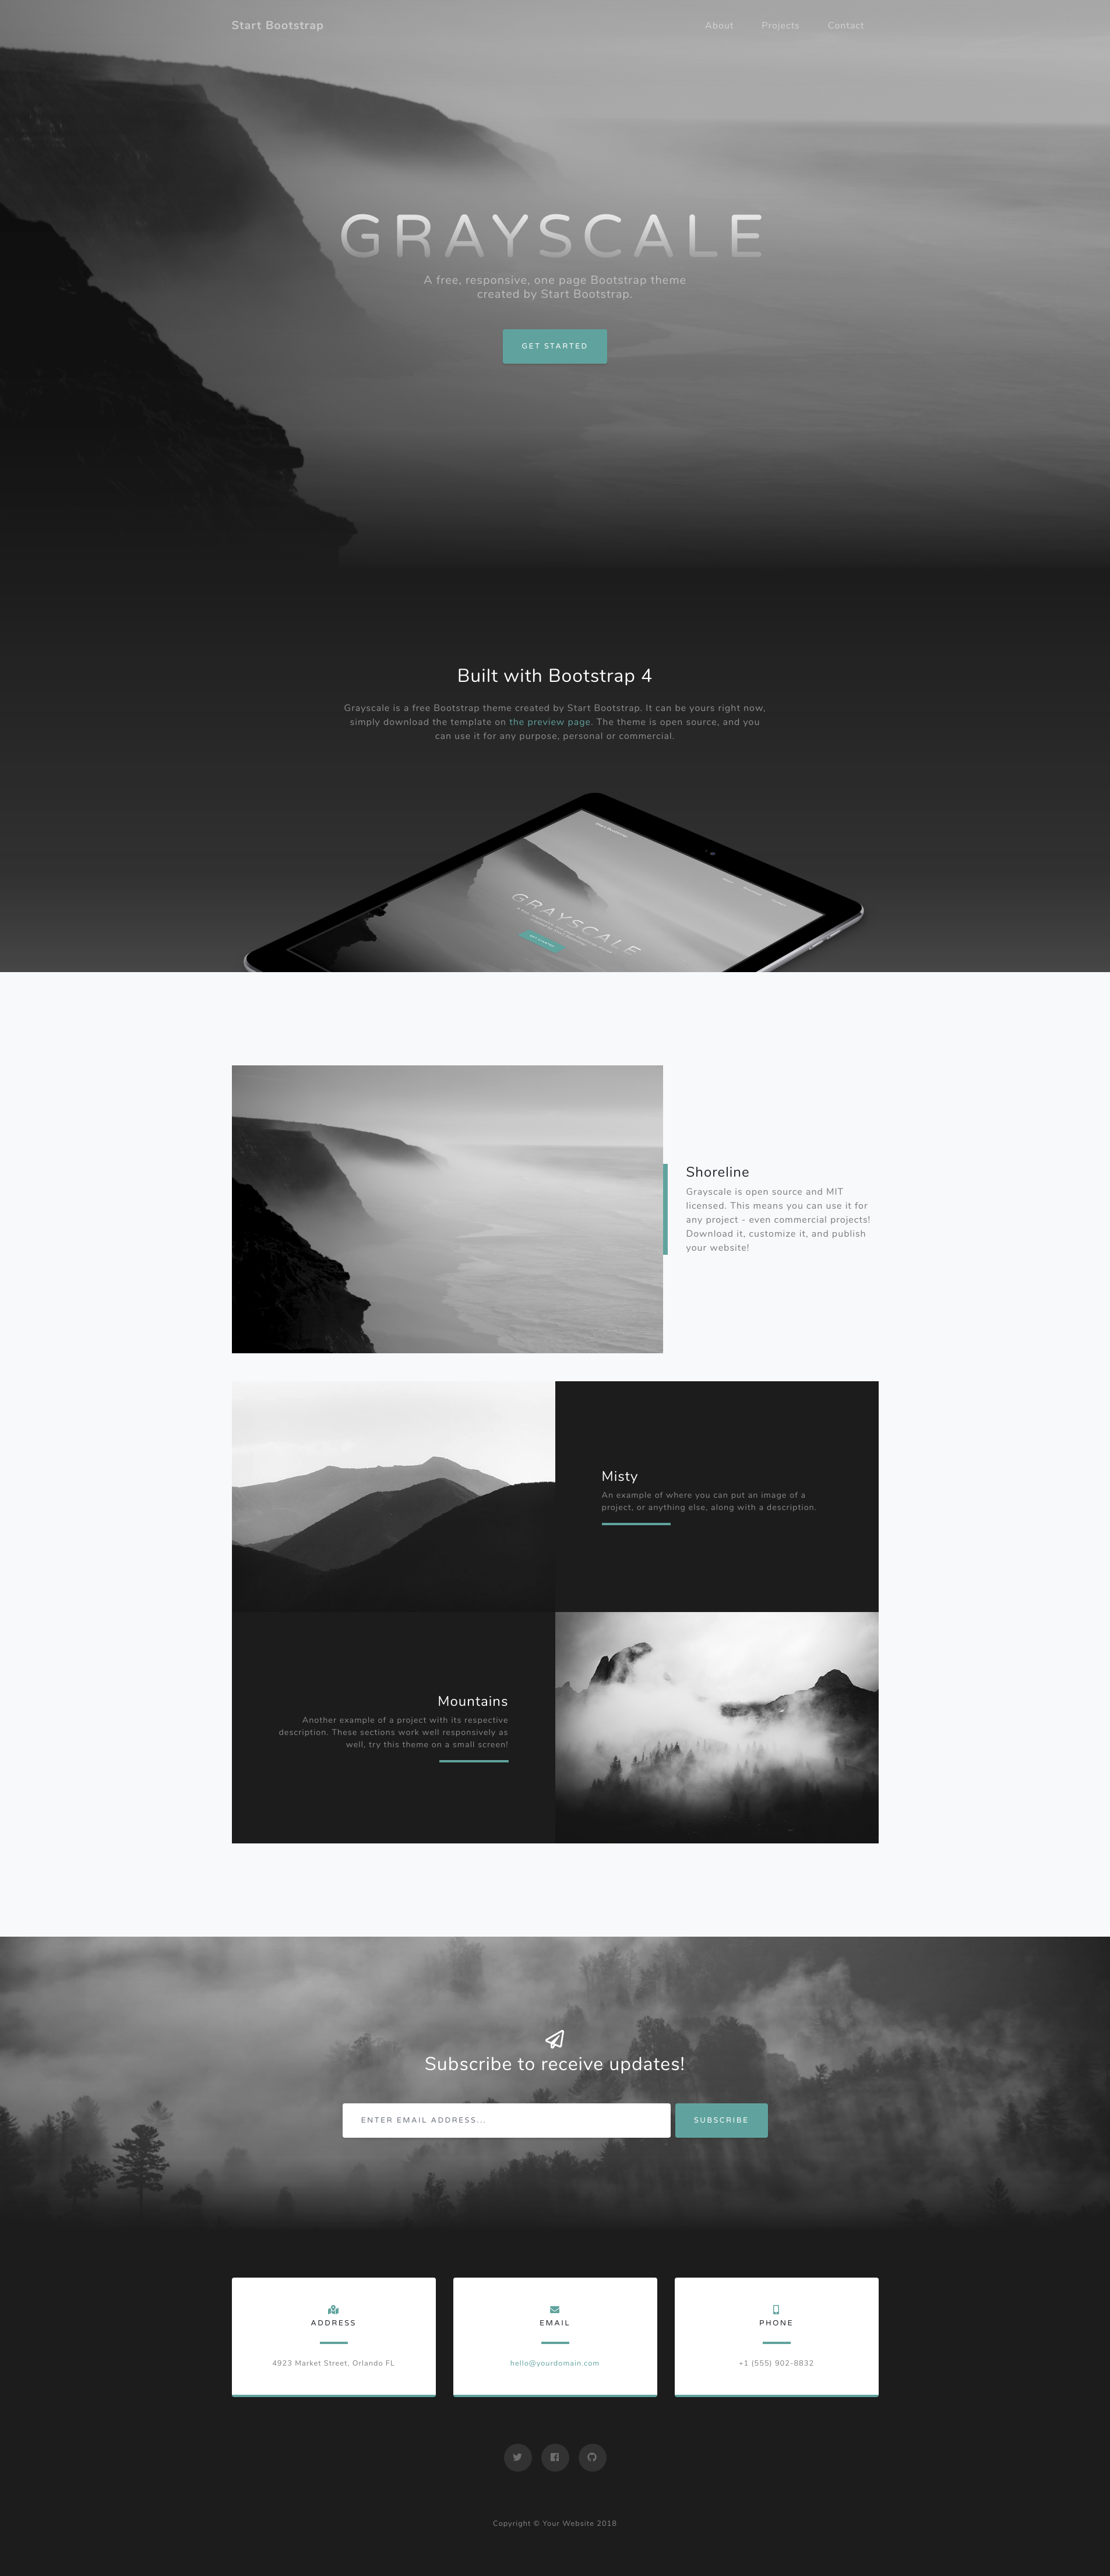 Start Bootstrap
About Projects Contact
GRAYSCALE
A free, responsive, one page Bootstrap theme
created by Start Bootstrap.
GET STARTED
Built with Bootstrap 4
Grayscale is a free Bootstrap theme created by Start Bootstrap. It can be yours right now,
simply download the template on the preview page. The theme is open source, and you
can use it for any purpose, personal or commercial.
GRAYSCALE
Shoreline
Grayscale is open source and MIT
licensed. This means you can use it for
any project - even commercial projects!
Download it, customize it, and publish
your website!
Misty
An example of where you can put an image of a
project, or anything else, along with a description.
Mountains
Another example of a project with its respective
description. These sections work well responsively as
well, try this theme on a small screen!
Subscribe to receive updates!
ENTER EMAIL ADDRESS...
SUBSCRIBE
ADDRESS
4923 Market Street, Orlando FL
EMAIL
hello@yourdomain.com
PHONE
+1 (555) 902-8832
Copyright © Your Website 2018